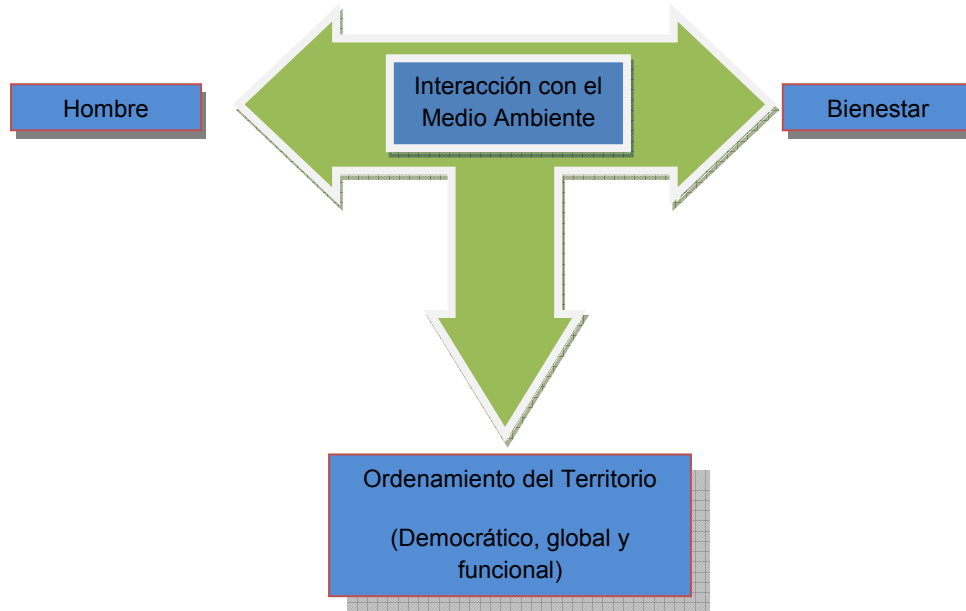 Hombre
Interacción con el
Medio Ambiente
Bienestar
Ordenamiento del Territorio
(Democrático, global y
funcional)